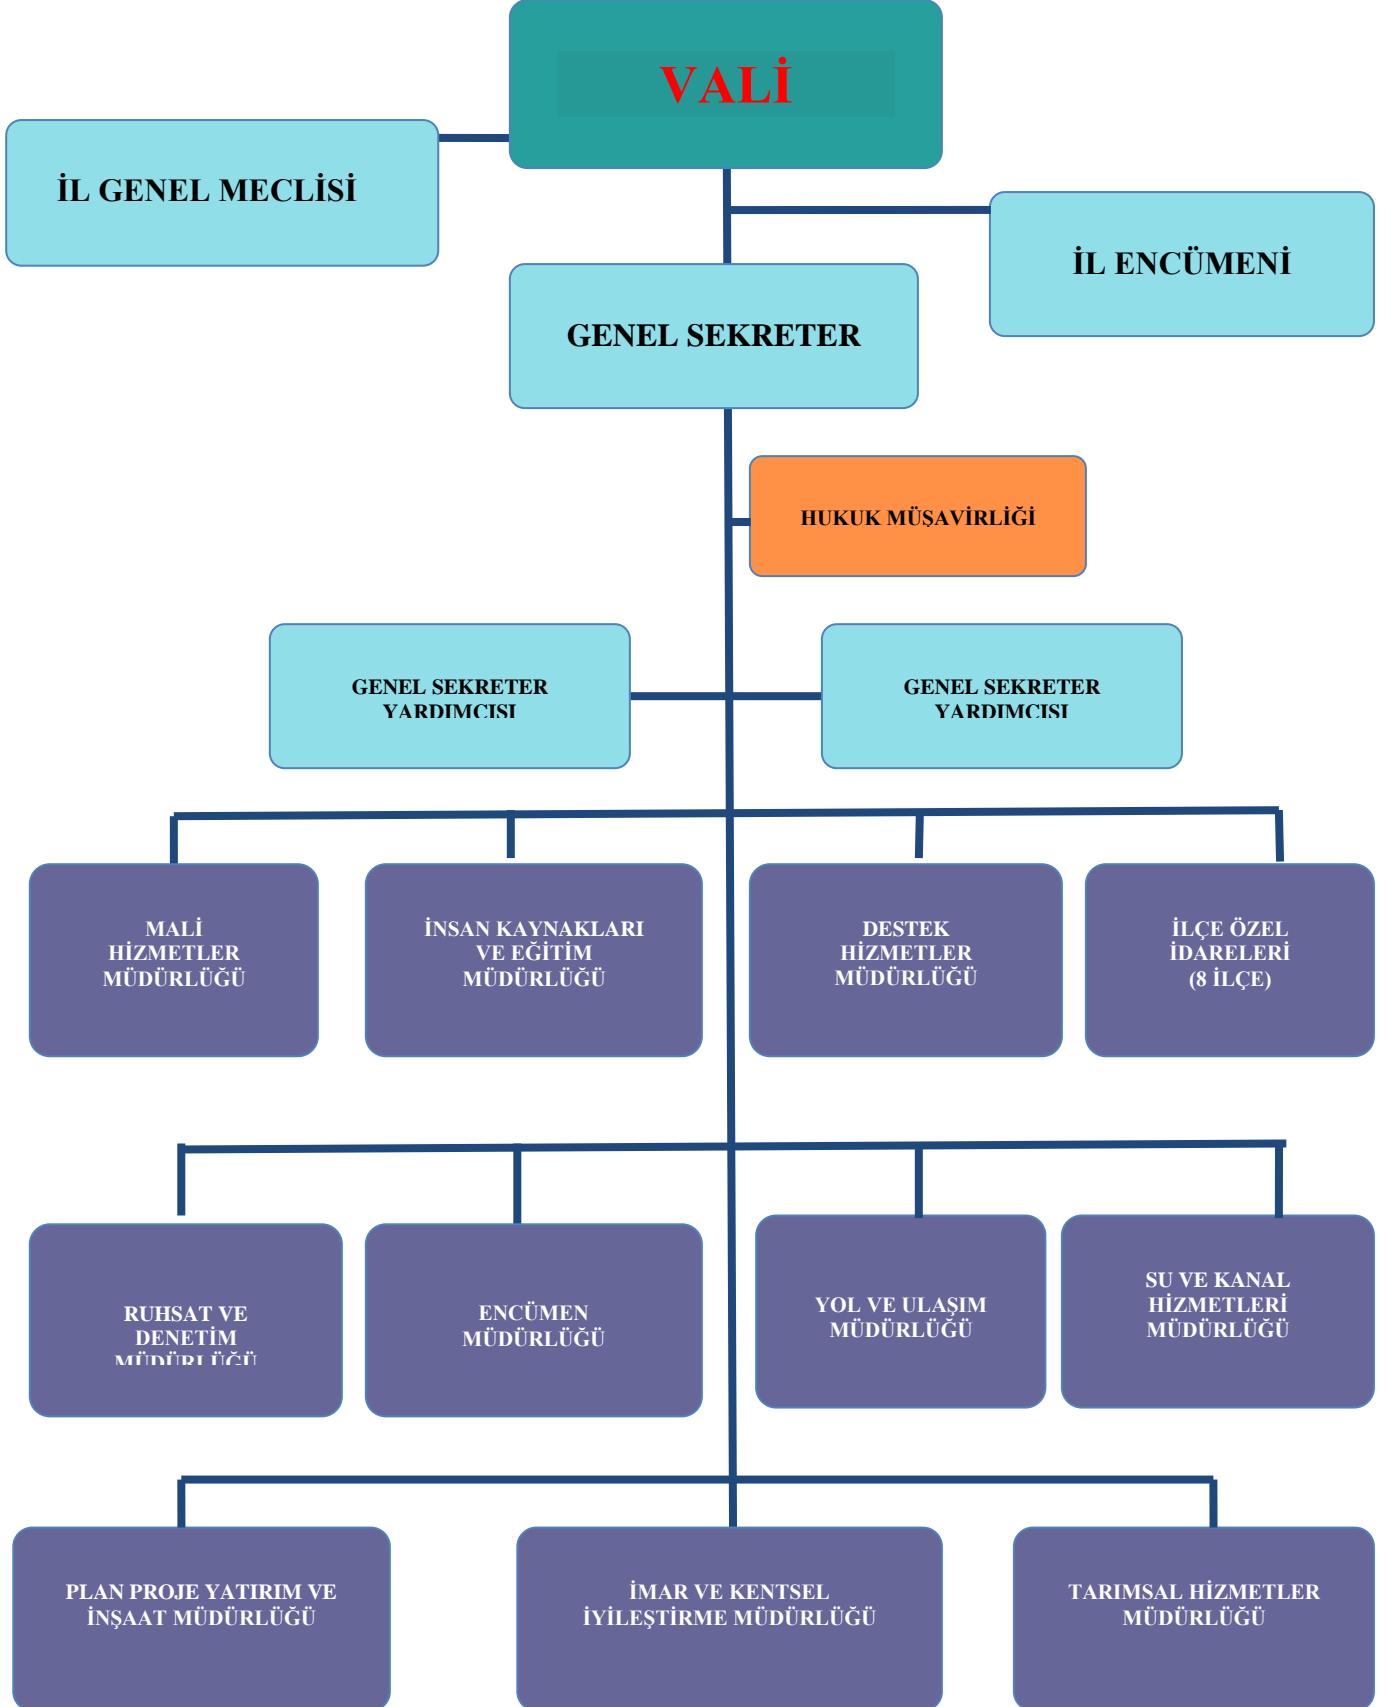 VALİ
İL GENEL MECLİSİ
İL ENCÜMENİ
GENEL SEKRETER
HUKUK MÜŞAVİRLİĞİ
GENEL SEKRETER
YARDIMCISI
GENEL SEKRETER
YARDIMCISI
MALİ
HİZMETLER
MÜDÜRLÜĞÜ
İNSAN KAYNAKLARI
VE EĞİTİM
MÜDÜRLÜĞÜ
DESTEK
HİZMETLER
MÜDÜRLÜĞÜ
İLÇE ÖZEL
İDARELERİ
(8 İLÇE)
RUHSAT VE
DENETİM
MÜDÜRLÜĞÜ
ENCÜMEN
MÜDÜRLÜĞÜ
YOL VE ULAŞIM
MÜDÜRLÜĞÜ
SU VE KANAL
HİZMETLERİ
MÜDÜRLÜĞÜ
PLAN PROJE YATIRIM VE
İNŞAAT MÜDÜRLÜĞÜ
İMAR VE KENTSEL
İYİLEŞTİRME MÜDÜRLÜĞÜ
TARIMSAL HİZMETLER
MÜDÜRLÜĞÜ